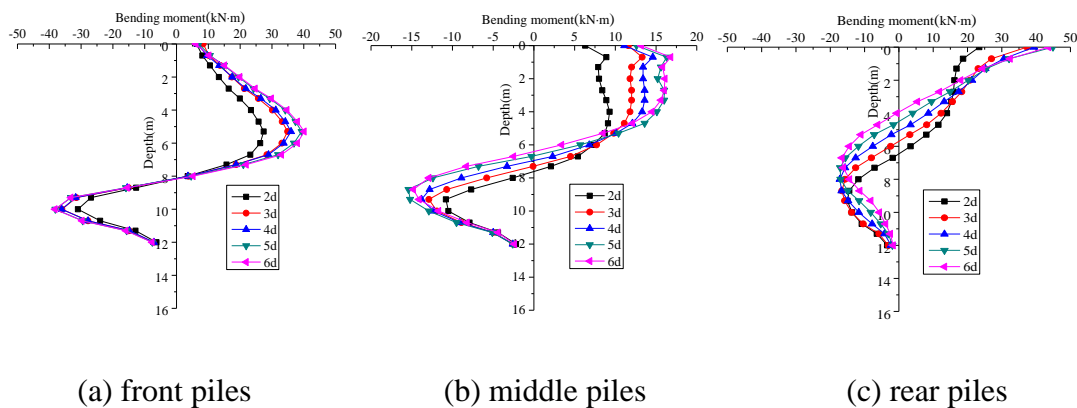 Bending moment(kN·m)
-50 -40 -30 -20 -10 0 10 20 30 40 50
0
2
4
6
8
10
12
14
16
Depth(m)
2d
3d
4d
5d
6d
(a) front piles
Bending moment(kN·m)
-20 -15 -10 -5 0 5 10 15 20
0
2
4
6
8
10
12
14
16
Depth(m)
2d
3d
4d
5d
6d
(b) middle piles
Bending moment(kN·m)
-50 -40 -30 -20 -10 0 10 20 30 40 50
0
2
4
6
8
10
12
14
16
Depth(m)
2d
3d
4d
5d
6d
(c) rear piles